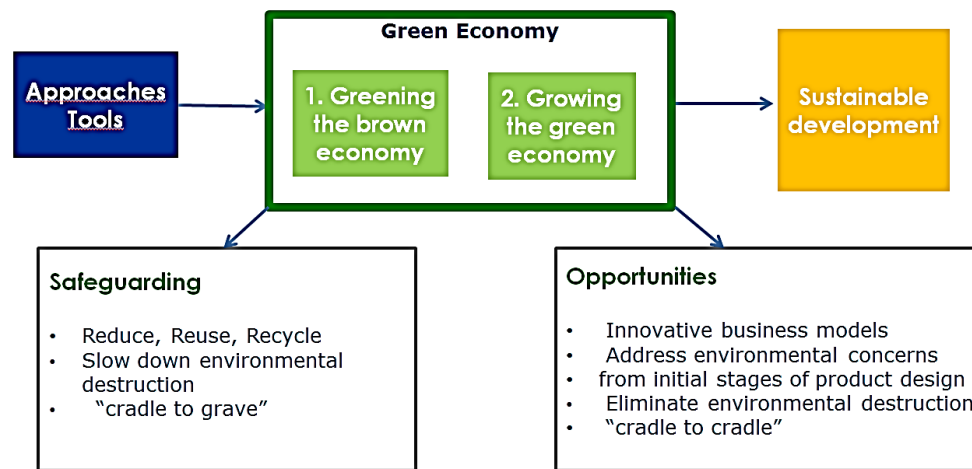 Green Economy
Approaches
Tools
1. Greening
the brown
economy
2. Growing
the green
economy
Sustainable
development
Safeguarding
• Reduce, Reuse, Recycle
• Slow down environmental
destruction
• “cradle to grave”
Opportunities
• Innovative business models
• Address environmental concerns
• from initial stages of product design
• Eliminate environmental destruction
• “cradle to cradle”